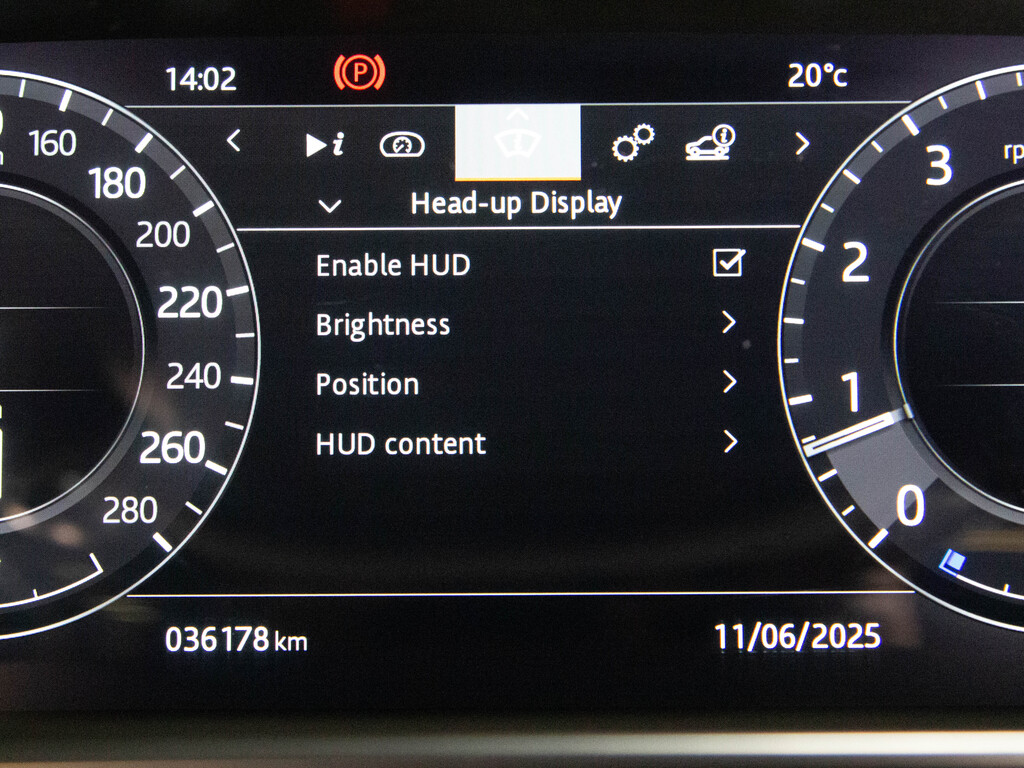 14:02 P 20°c
i i
Head-up Display
Enable HUD
Brightness
Position
HUD content
160
180
200
220
240
260
280
3
2
1
0
036178 km
11/06/2025